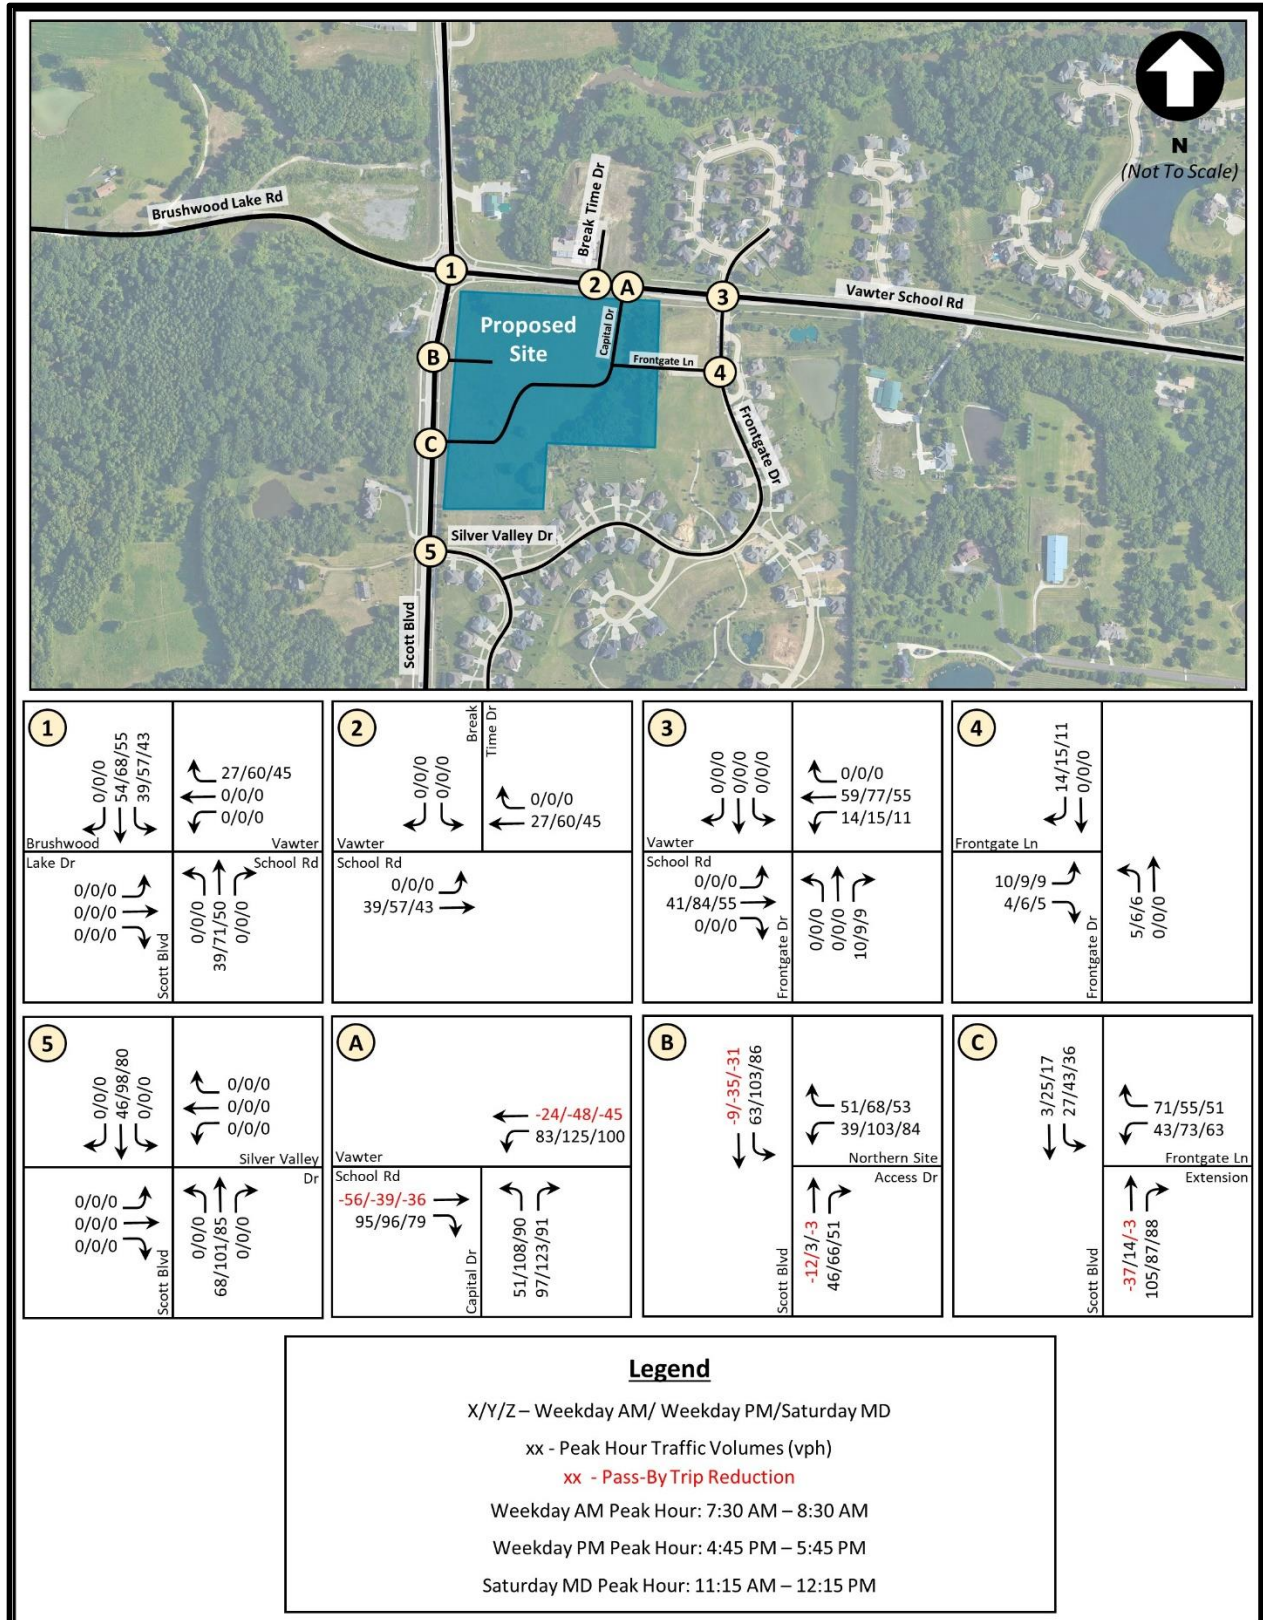 N
(Not To Scale)
Brushwood Lake Rd
Break Time Dr
1
2
A
3
Vawter School Rd
Proposed
Site
Capital Dr
Frontgate Ln
B
4
C
Frontgate Dr
Silver Valley Dr
5
Scott Blvd
1
0/0/0
54/68/55
39/57/43
27/60/45
0/0/0
0/0/0
Brushwood
Lake Dr
Vawter
School Rd
0/0/0
0/0/0
0/0/0
Scott Blvd
0/0/0
39/71/50
0/0/0
2
Break
Time Dr
0/0/0
0/0/0
0/0/0
27/60/45
Vawter
School Rd
0/0/0
39/57/43
3
0/0/0
0/0/0
0/0/0
0/0/0
59/77/55
14/15/11
Vawter
School Rd
0/0/0
41/84/55
0/0/0
Frontgate Dr
0/0/0
0/0/0
10/9/9
4
14/15/11
0/0/0
Frontgate Ln
10/9/9
4/6/5
Frontgate Dr
5/6/6
0/0/0
5
0/0/0
46/98/80
0/0/0
0/0/0
0/0/0
0/0/0
Silver Valley
Dr
0/0/0
0/0/0
0/0/0
Scott Blvd
0/0/0
68/101/85
0/0/0
A
-24/-48/-45
83/125/100
Vawter
School Rd
-56/-39/-36
95/96/79
Capital Dr
51/108/90
97/123/91
B
-9/-35/-31
63/103/86
51/68/53
39/103/84
Northern Site
Access Dr
Scott Blvd
-12/3/-3
46/66/51
C
3/25/17
27/43/36
71/55/51
43/73/63
Frontgate Ln
Extension
Scott Blvd
-37/14/-3
105/87/88
Legend
X/Y/Z – Weekday AM/ Weekday PM/Saturday MD
xx - Peak Hour Traffic Volumes (vph)
xx - Pass-By Trip Reduction
Weekday AM Peak Hour: 7:30 AM – 8:30 AM
Weekday PM Peak Hour: 4:45 PM – 5:45 PM
Saturday MD Peak Hour: 11:15 AM – 12:15 PM